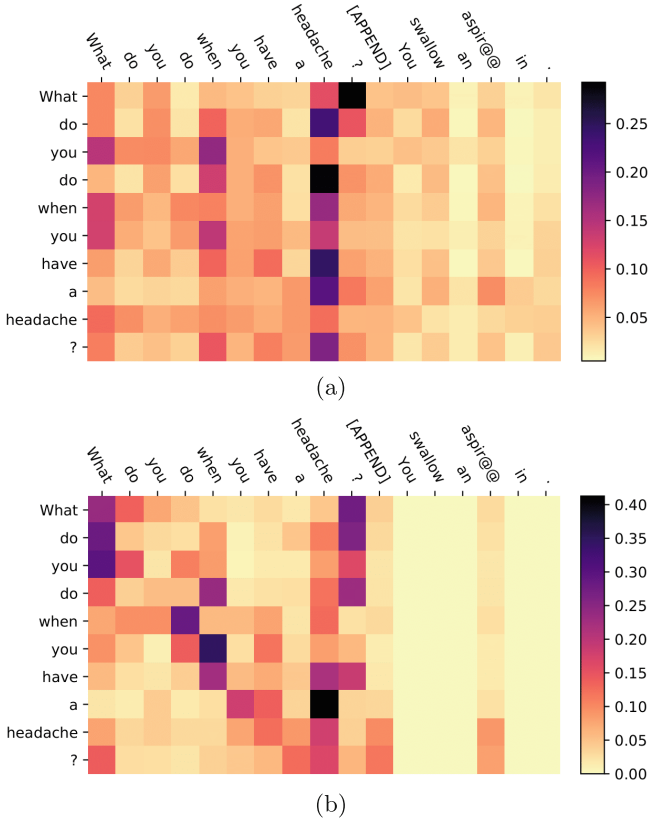 What do you do when you have a headache ? [APPEND] You swallow an aspir@@ in .
What
do
you
do
when
you
have
a
headache
?
0.25
0.20
0.15
0.10
0.05
(a)
What do you do when you have a headache ? [APPEND] You swallow an aspir@@ in .
What
do
you
do
when
you
have
a
headache
?
0.40
0.35
0.30
0.25
0.20
0.15
0.10
0.05
0.00
(b)